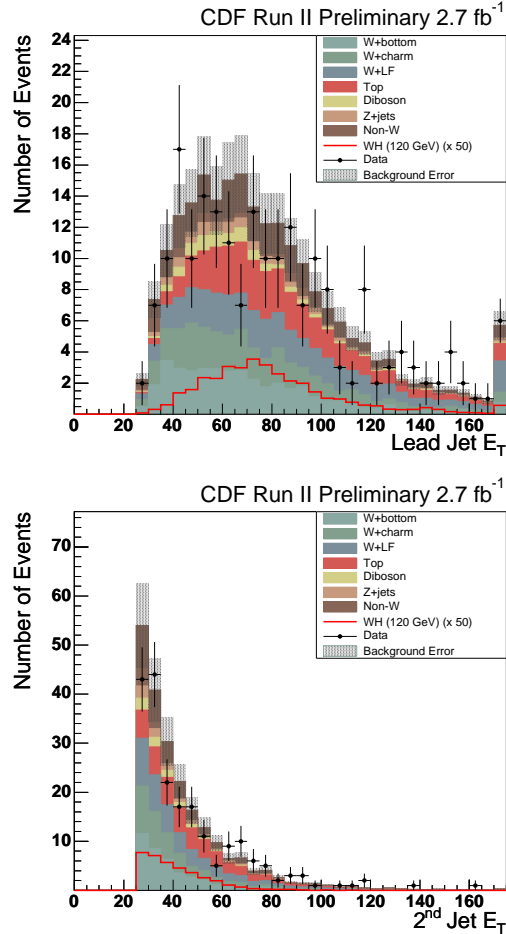 CDF Run II Preliminary 2.7 fb⁻¹
Number of Events
24
22
20
18
16
14
12
10
8
6
4
2
W+bottom
W+charm
W+LF
Top
Diboson
Z+jets
Non-W
WH (120 GeV) (x 50)
Data
Background Error
0 20 40 60 80 100 120 140 160
Lead Jet E_T
CDF Run II Preliminary 2.7 fb⁻¹
Number of Events
70
60
50
40
30
20
10
W+bottom
W+charm
W+LF
Top
Diboson
Z+jets
Non-W
WH (120 GeV) (x 50)
Data
Background Error
0 20 40 60 80 100 120 140 160
2ⁿᵈ Jet E_T